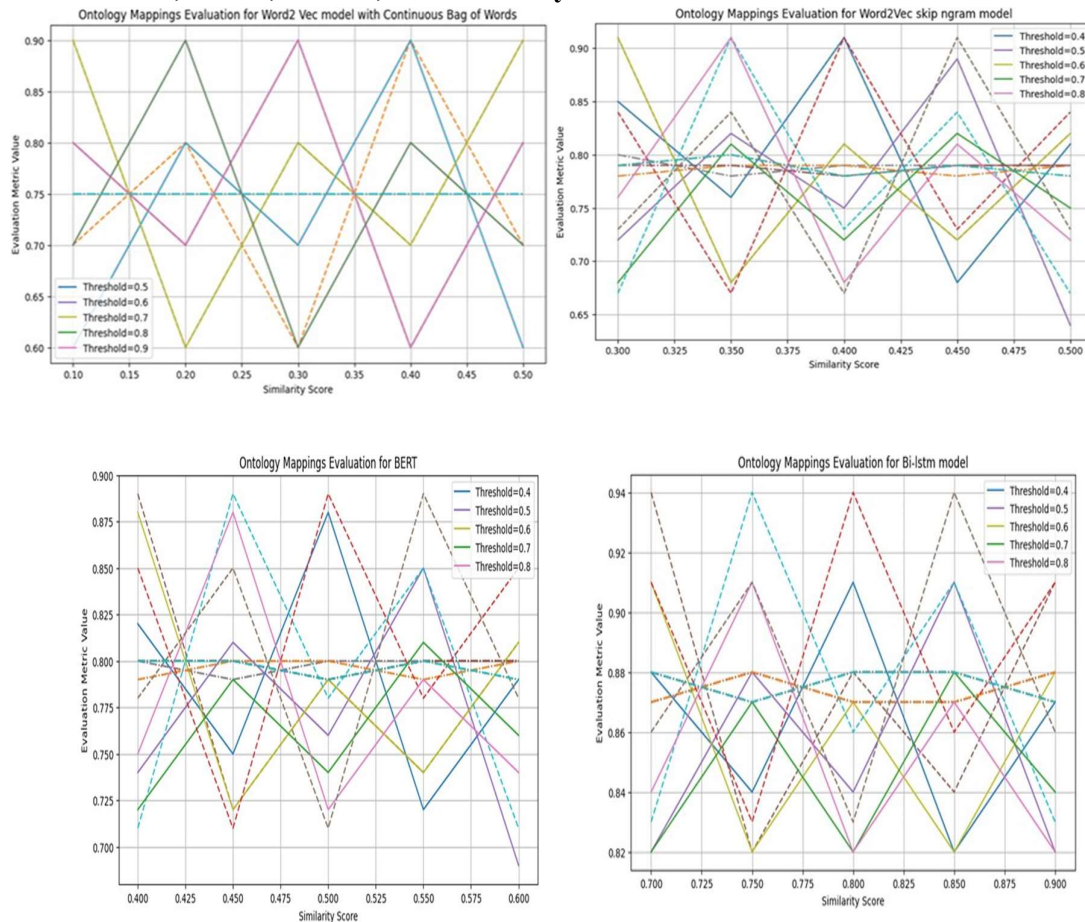 Ontology Mappings Evaluation for Word2 Vec model with Continuous Bag of Words
Evaluation Metric Value
0.90
0.85
0.80
0.75
0.70
0.65
0.60
Threshold=0.5
Threshold=0.6
Threshold=0.7
Threshold=0.8
Threshold=0.9
0.10 0.15 0.20 0.25 0.30 0.35 0.40 0.45 0.50
Similarity Score
Ontology Mappings Evaluation for Word2Vec skip ngram model
Evaluation Metric Value
0.90
0.85
0.80
0.75
0.70
0.65
Threshold=0.4
Threshold=0.5
Threshold=0.6
Threshold=0.7
Threshold=0.8
0.300 0.325 0.350 0.375 0.400 0.425 0.450 0.475 0.500
Similarity Score
Ontology Mappings Evaluation for BERT
Evaluation Metric Value
0.900
0.875
0.850
0.825
0.800
0.775
0.750
0.725
0.700
Threshold=0.4
Threshold=0.5
Threshold=0.6
Threshold=0.7
Threshold=0.8
0.400 0.425 0.450 0.475 0.500 0.525 0.550 0.575 0.600
Similarity Score
Ontology Mappings Evaluation for Bi-lstm model
Evaluation Metric Value
0.94
0.92
0.90
0.88
0.86
0.84
0.82
Threshold=0.4
Threshold=0.5
Threshold=0.6
Threshold=0.7
Threshold=0.8
0.700 0.725 0.750 0.775 0.800 0.825 0.850 0.875 0.900
Similarity Score